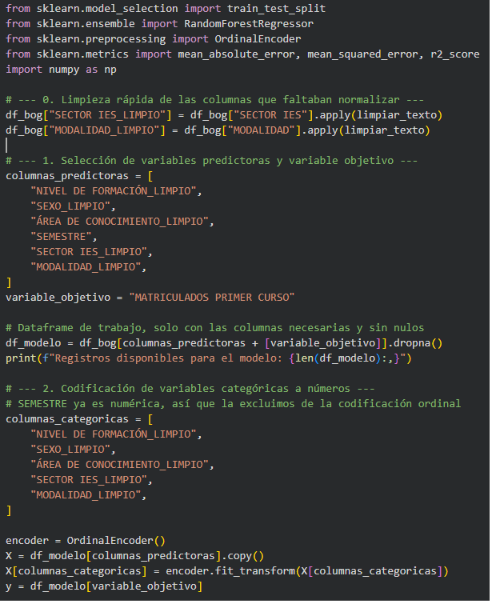 from sklearn.model_selection import train_test_split
from sklearn.ensemble import RandomForestRegressor
from sklearn.preprocessing import OrdinalEncoder
from sklearn.metrics import mean_absolute_error, mean_squared_error, r2_score
import numpy as np

# --- 0. Limpieza rápida de las columnas que faltaban normalizar ---
df_bog["SECTOR IES_LIMPIO"] = df_bog["SECTOR IES"].apply(limpiar_texto)
df_bog["MODALIDAD_LIMPIO"] = df_bog["MODALIDAD"].apply(limpiar_texto)

# --- 1. Selección de variables predictoras y variable objetivo ---
columnas_predictoras = [
    "NIVEL DE FORMACIÓN_LIMPIO",
    "SEXO_LIMPIO",
    "ÁREA DE CONOCIMIENTO_LIMPIO",
    "SEMESTRE",
    "SECTOR IES_LIMPIO",
    "MODALIDAD_LIMPIO",
]
variable_objetivo = "MATRICULADOS PRIMER CURSO"

# Dataframe de trabajo, solo con las columnas necesarias y sin nulos
df_modelo = df_bog[columnas_predictoras + [variable_objetivo]].dropna()
print(f"Registros disponibles para el modelo: {len(df_modelo):,}")

# --- 2. Codificación de variables categóricas a números ---
# SEMESTRE ya es numérica, así que la excluimos de la codificación ordinal
columnas_categoricas = [
    "NIVEL DE FORMACIÓN_LIMPIO",
    "SEXO_LIMPIO",
    "ÁREA DE CONOCIMIENTO_LIMPIO",
    "SECTOR IES_LIMPIO",
    "MODALIDAD_LIMPIO",
]

encoder = OrdinalEncoder()
X = df_modelo[columnas_predictoras].copy()
X[columnas_categoricas] = encoder.fit_transform(X[columnas_categoricas])
y = df_modelo[variable_objetivo]